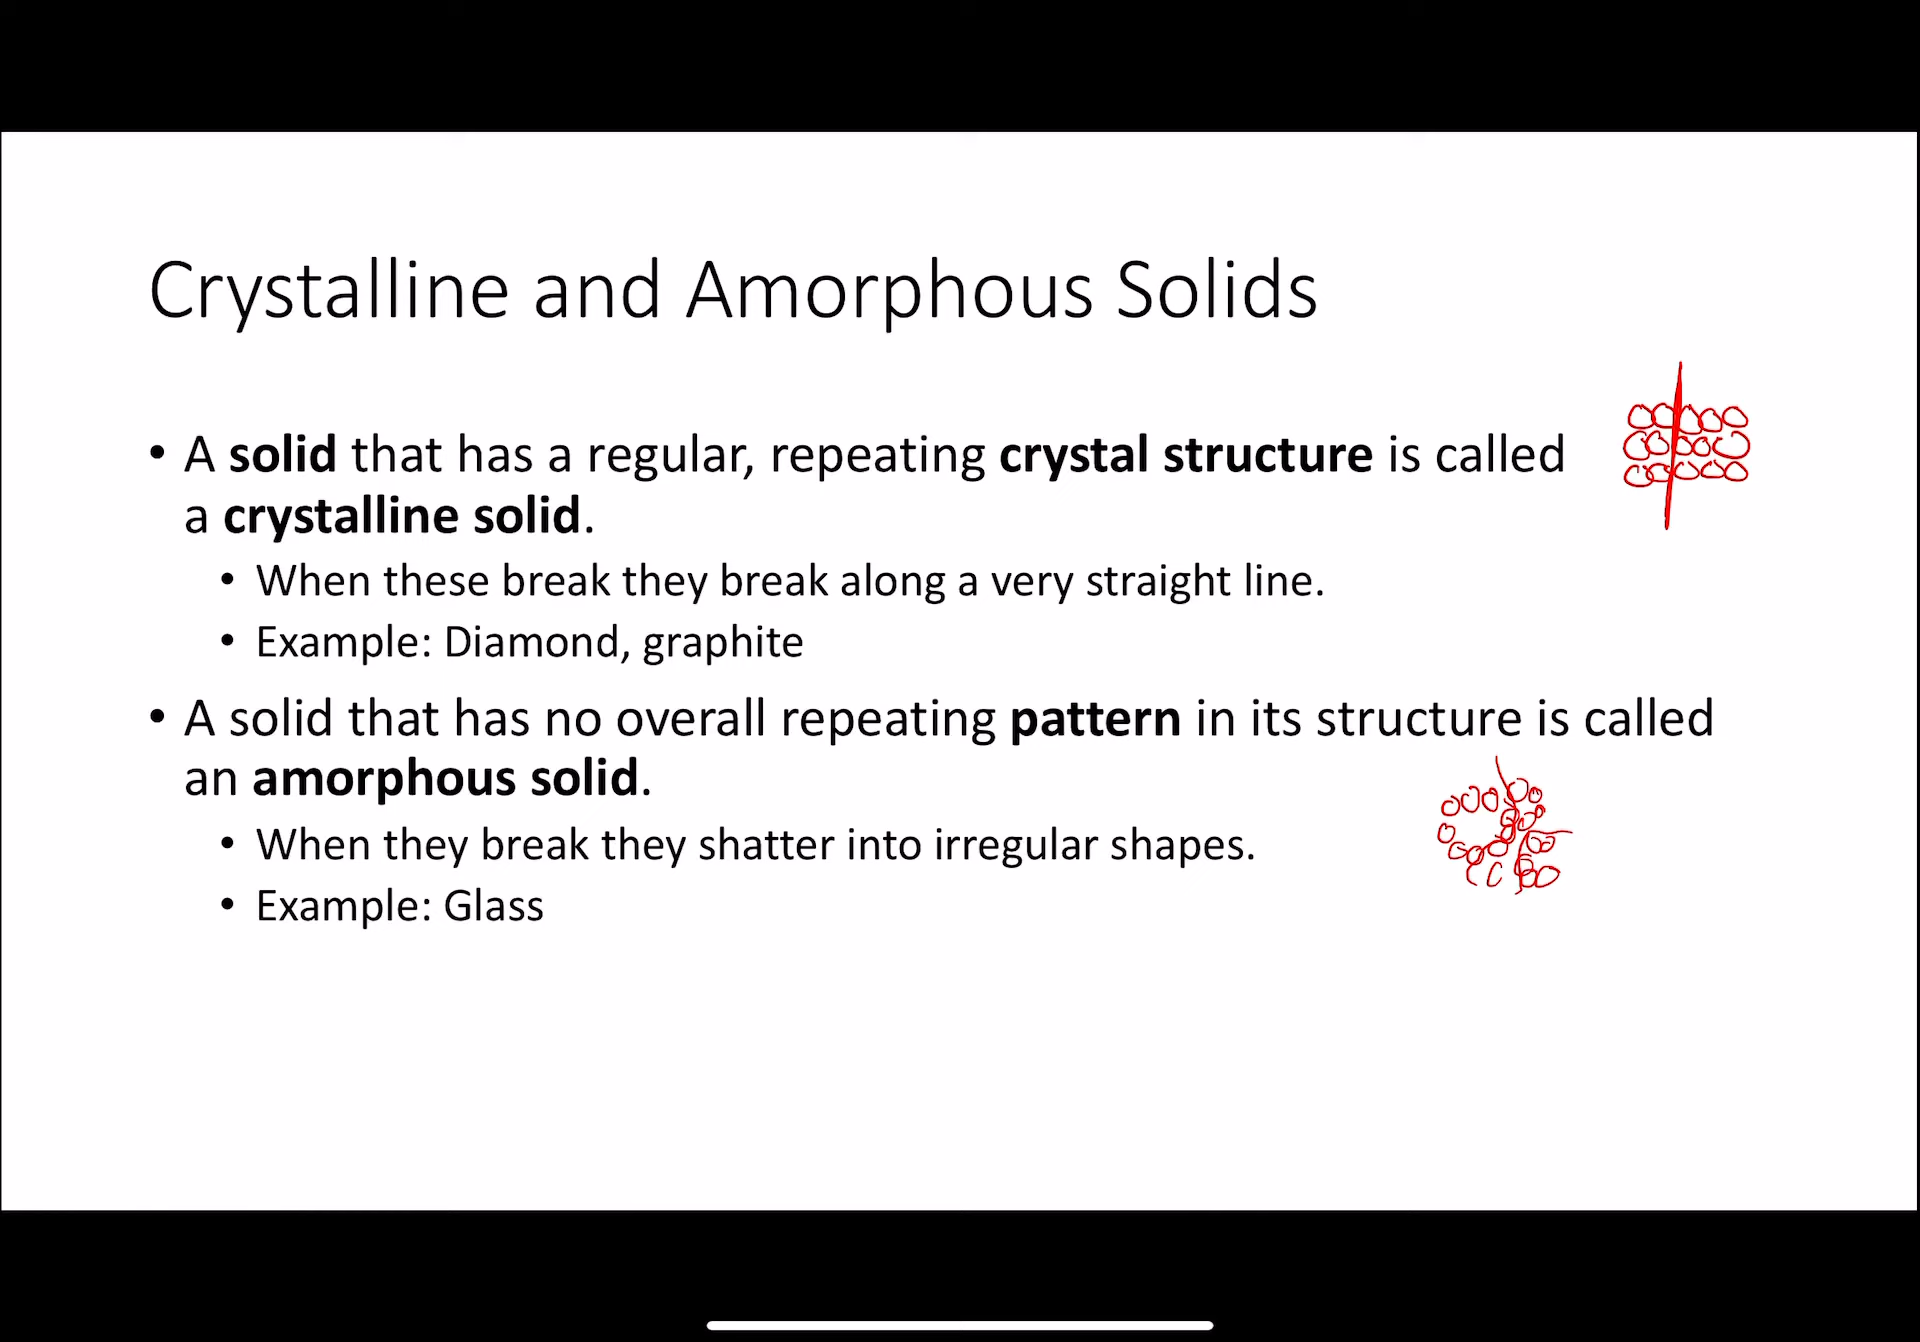 Crystalline and Amorphous Solids
• A solid that has a regular, repeating crystal structure is called
a crystalline solid.
• When these break they break along a very straight line.
• Example: Diamond, graphite
• A solid that has no overall repeating pattern in its structure is called
an amorphous solid.
• When they break they shatter into irregular shapes.
• Example: Glass